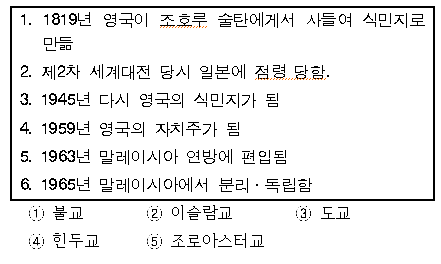 1. 1819년 영국이 조호루 술탄에게서 사들여 식민지로
만듦
2. 제2차 세계대전 당시 일본에 점령 당함.
3. 1945년 다시 영국의 식민지가 됨
4. 1959년 영국의 자치주가 됨
5. 1963년 말레이시아 연방에 편입됨
6. 1965년 말레이시아에서 분리·독립함
① 불교 ② 이슬람교 ③ 도교
④ 힌두교 ⑤ 조로아스터교